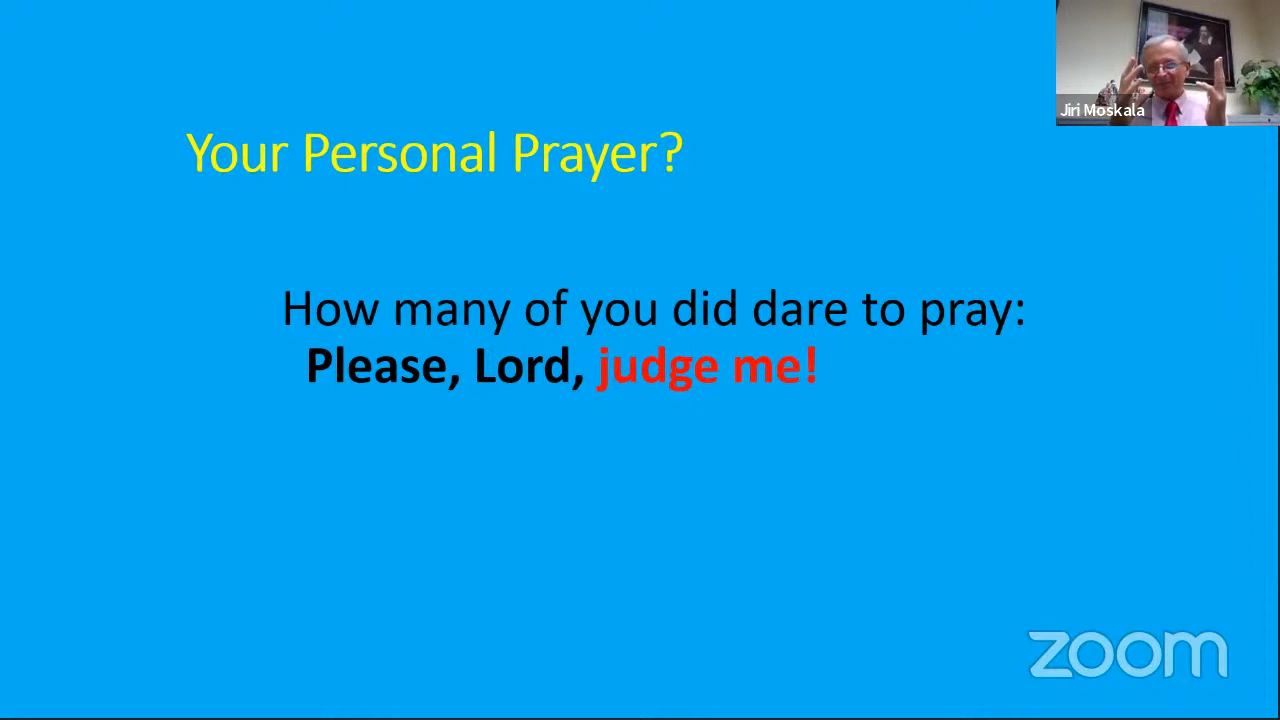 Jiri Moskala
Your Personal Prayer?
How many of you did dare to pray:
Please, Lord, judge me!
zoom